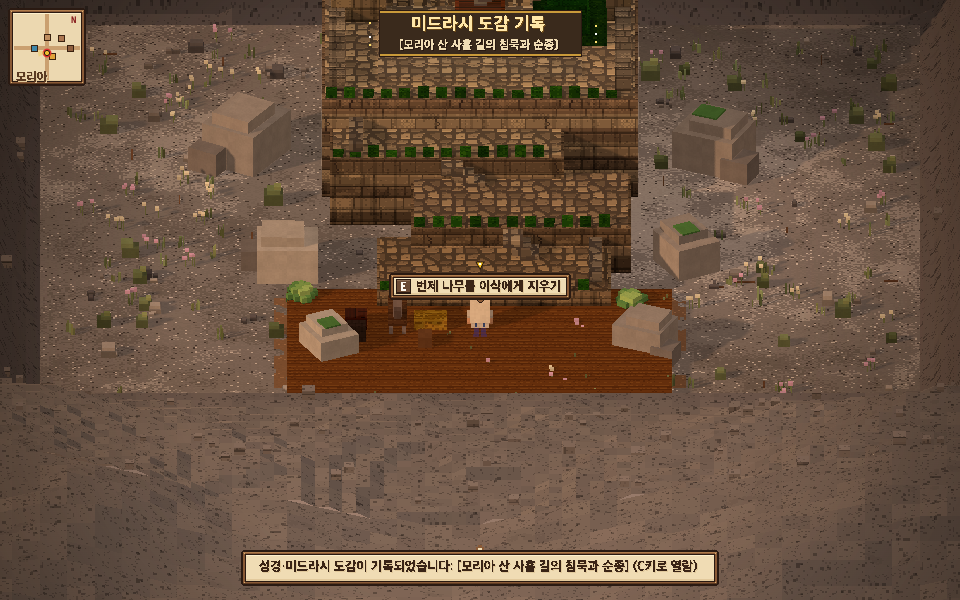 미드라시 도감 기록
[모리아 산 사흘 길의 침묵과 순종]
N
모리아
E 번제 나무를 이삭에게 지우기
성경·미드라시 도감이 기록되었습니다: [모리아 산 사흘 길의 침묵과 순종] (C키로 열람)